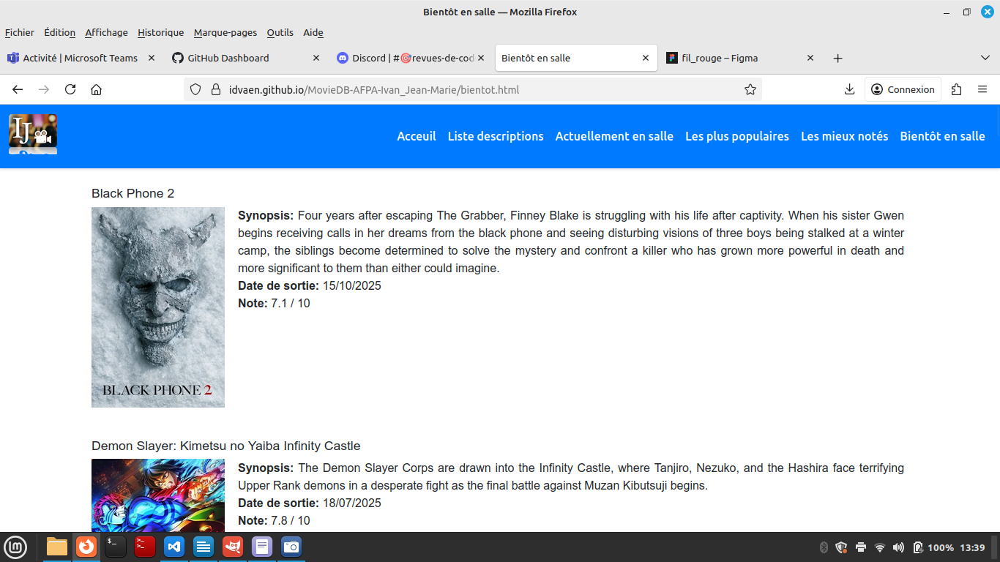 Bientôt en salle — Mozilla Firefox
Fichier Édition Affichage Historique Marque-pages Outils Aide
Activité | Microsoft Teams
GitHub Dashboard
Discord | #🎯revues-de-cod
Bientôt en salle
fil_rouge – Figma
idvaen.github.io/MovieDB-AFPA-Ivan_Jean-Marie/bientot.html
Connexion
IJ
Acceuil Liste descriptions Actuellement en salle Les plus populaires Les mieux notés Bientôt en salle
Black Phone 2
Synopsis: Four years after escaping The Grabber, Finney Blake is struggling with his life after captivity. When his sister Gwen
begins receiving calls in her dreams from the black phone and seeing disturbing visions of three boys being stalked at a winter
camp, the siblings become determined to solve the mystery and confront a killer who has grown more powerful in death and
more significant to them than either could imagine.
Date de sortie: 15/10/2025
Note: 7.1 / 10
BLACK PHONE 2
Demon Slayer: Kimetsu no Yaiba Infinity Castle
Synopsis: The Demon Slayer Corps are drawn into the Infinity Castle, where Tanjiro, Nezuko, and the Hashira face terrifying
Upper Rank demons in a desperate fight as the final battle against Muzan Kibutsuji begins.
Date de sortie: 18/07/2025
Note: 7.8 / 10
100% 13:39